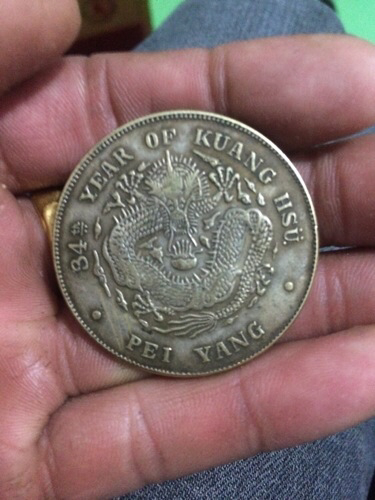 34th YEAR OF KUANG HSÜ
PEI YANG